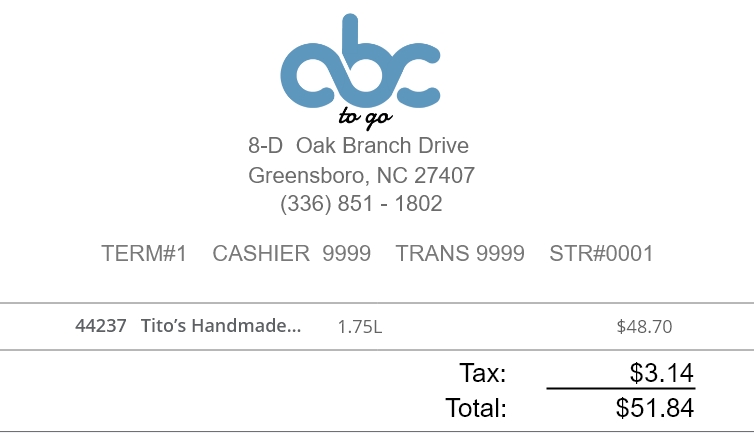 abc
to go
8-D Oak Branch Drive
Greensboro, NC 27407
(336) 851 - 1802
TERM#1 CASHIER 9999 TRANS 9999 STR#0001
44237 Tito’s Handmade... 1.75L $48.70
Tax: $3.14
Total: $51.84